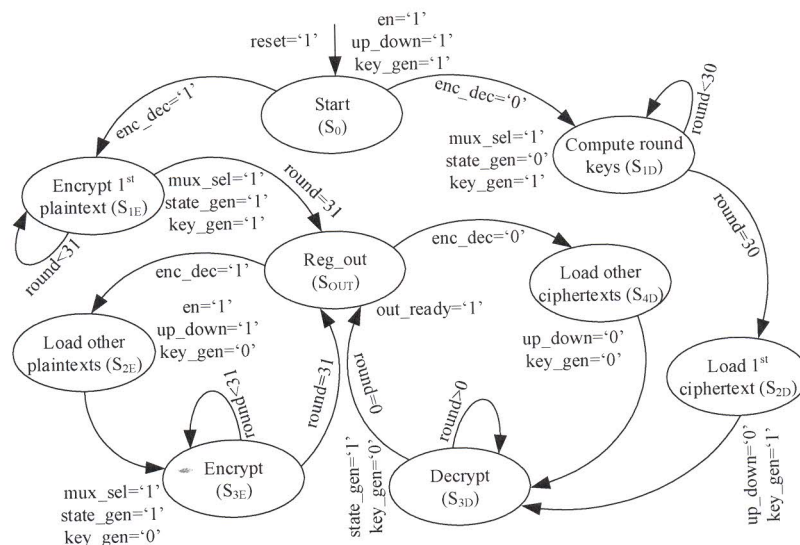 reset=‘1’
en=‘1’
up_down=‘1’
key_gen=‘1’
Start
(S0)
enc_dec=‘1’
enc_dec=‘0’
round<30
Compute round
keys (S1D)
mux_sel=‘1’
state_gen=‘0’
key_gen=‘1’
Encrypt 1st
plaintext (S1E)
mux_sel=‘1’
state_gen=‘1’
key_gen=‘1’
round=31
round<31
round=30
Reg_out
(SOUT)
enc_dec=‘1’
enc_dec=‘0’
out_ready=‘1’
Load other
ciphertexts (S4D)
up_down=‘0’
key_gen=‘0’
en=‘1’
up_down=‘1’
key_gen=‘0’
Load other
plaintexts (S2E)
Load 1st
ciphertext (S2D)
round<31
round=31
round=0
round>0
Encrypt
(S3E)
mux_sel=‘1’
state_gen=‘1’
key_gen=‘0’
state_gen=‘1’
key_gen=‘0’
Decrypt
(S3D)
up_down=‘0’
key_gen=‘1’